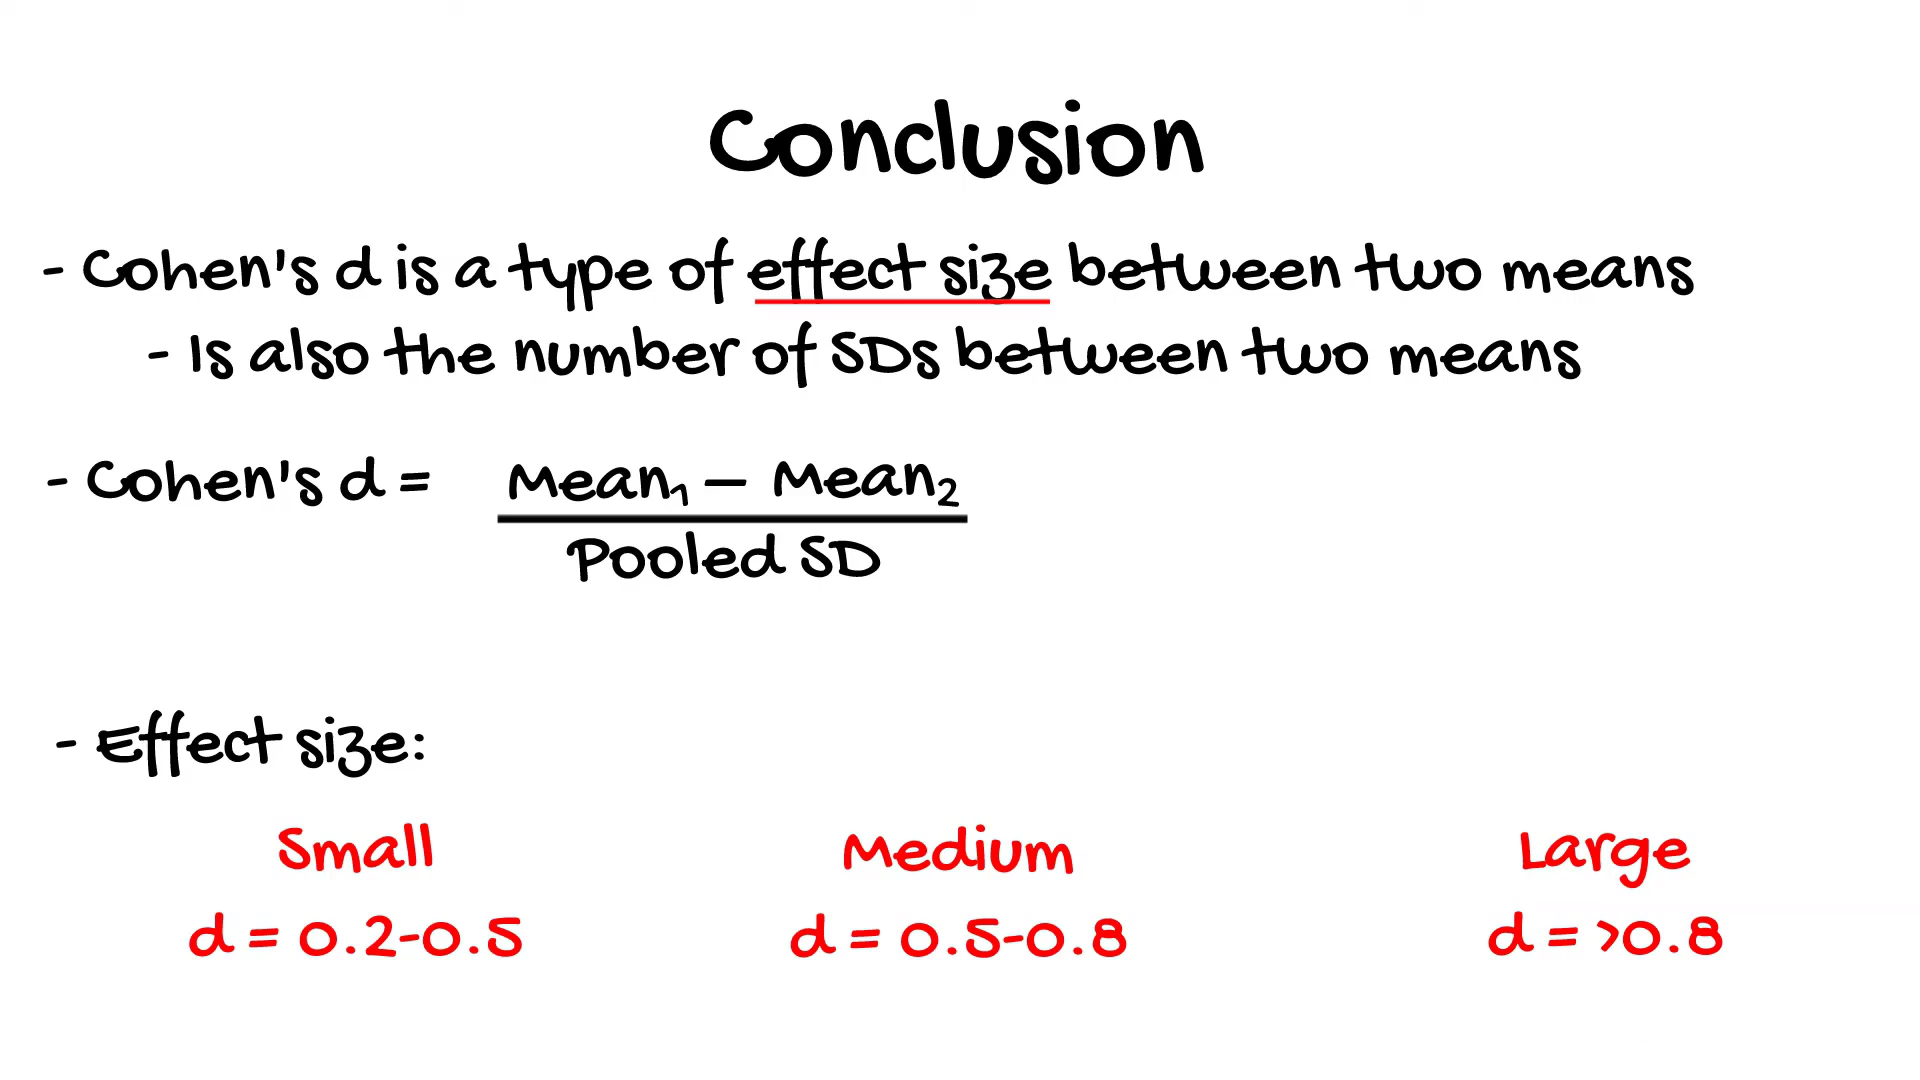 Conclusion
- Cohen's d is a type of effect size between two means
- Is also the number of SDs between two means
- Cohen's d = Mean₁ – Mean₂
Pooled SD
- Effect size:
Small Medium Large
d = 0.2-0.5 d = 0.5-0.8 d = >0.8